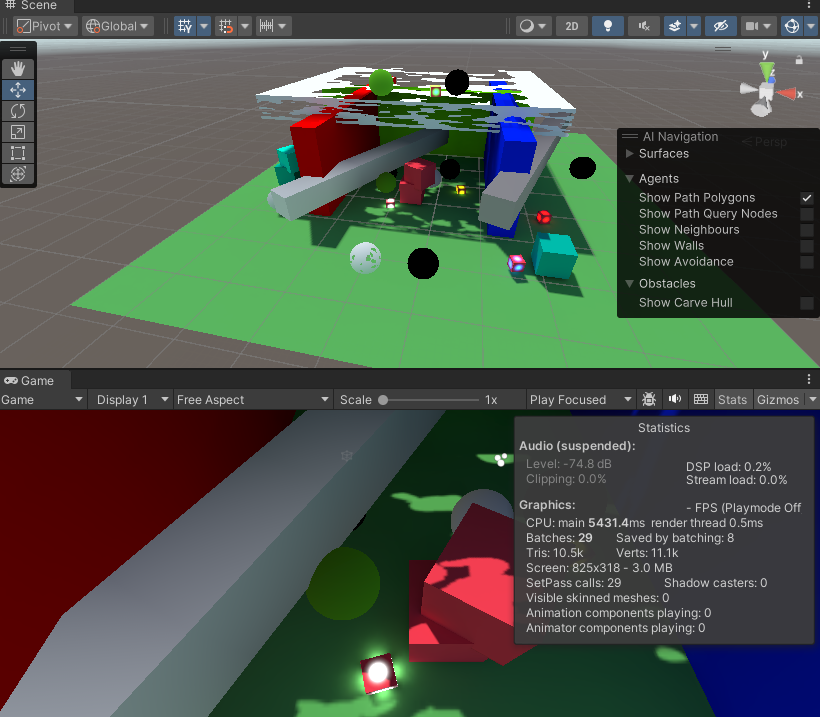 Scene
Pivot Global 2D
y
x
Persp
AI Navigation
Surfaces
Agents
Show Path Polygons
Show Path Query Nodes
Show Neighbours
Show Walls
Show Avoidance
Obstacles
Show Carve Hull
Game
Game Display 1 Free Aspect Scale 1x Play Focused Stats Gizmos
Statistics
Audio (suspended):
Level: -74.8 dB DSP load: 0.2%
Clipping: 0.0% Stream load: 0.0%
Graphics: - FPS (Playmode Off
CPU: main 5431.4ms render thread 0.5ms
Batches: 29 Saved by batching: 8
Tris: 10.5k Verts: 11.1k
Screen: 825x318 - 3.0 MB
SetPass calls: 29 Shadow casters: 0
Visible skinned meshes: 0
Animation components playing: 0
Animator components playing: 0